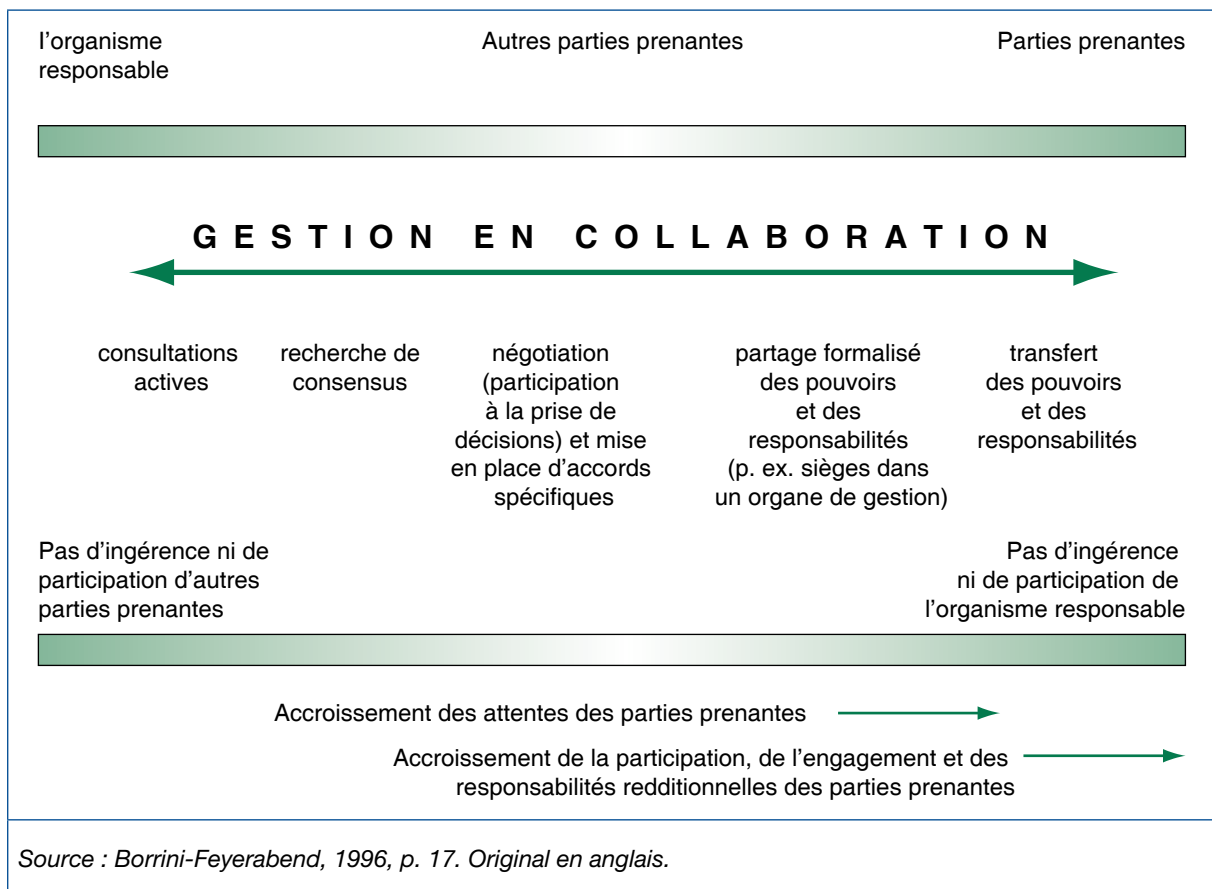 l'organisme
responsable
Autres parties prenantes
Parties prenantes
GESTION EN COLLABORATION
consultations
actives
recherche de
consensus
négotiation
(participation
à la prise de
décisions) et mise
en place d'accords
spécifiques
partage formalisé
des pouvoirs
et des
responsabilités
(p. ex. sièges dans
un organe de gestion)
transfert
des pouvoirs
et des
responsabilités
Pas d'ingérence ni de
participation d'autres
parties prenantes
Pas d'ingérence
ni de participation de
l'organisme responsable
Accroissement des attentes des parties prenantes
Accroissement de la participation, de l'engagement et des
responsabilités redditionnelles des parties prenantes
Source : Borrini-Feyerabend, 1996, p. 17. Original en anglais.